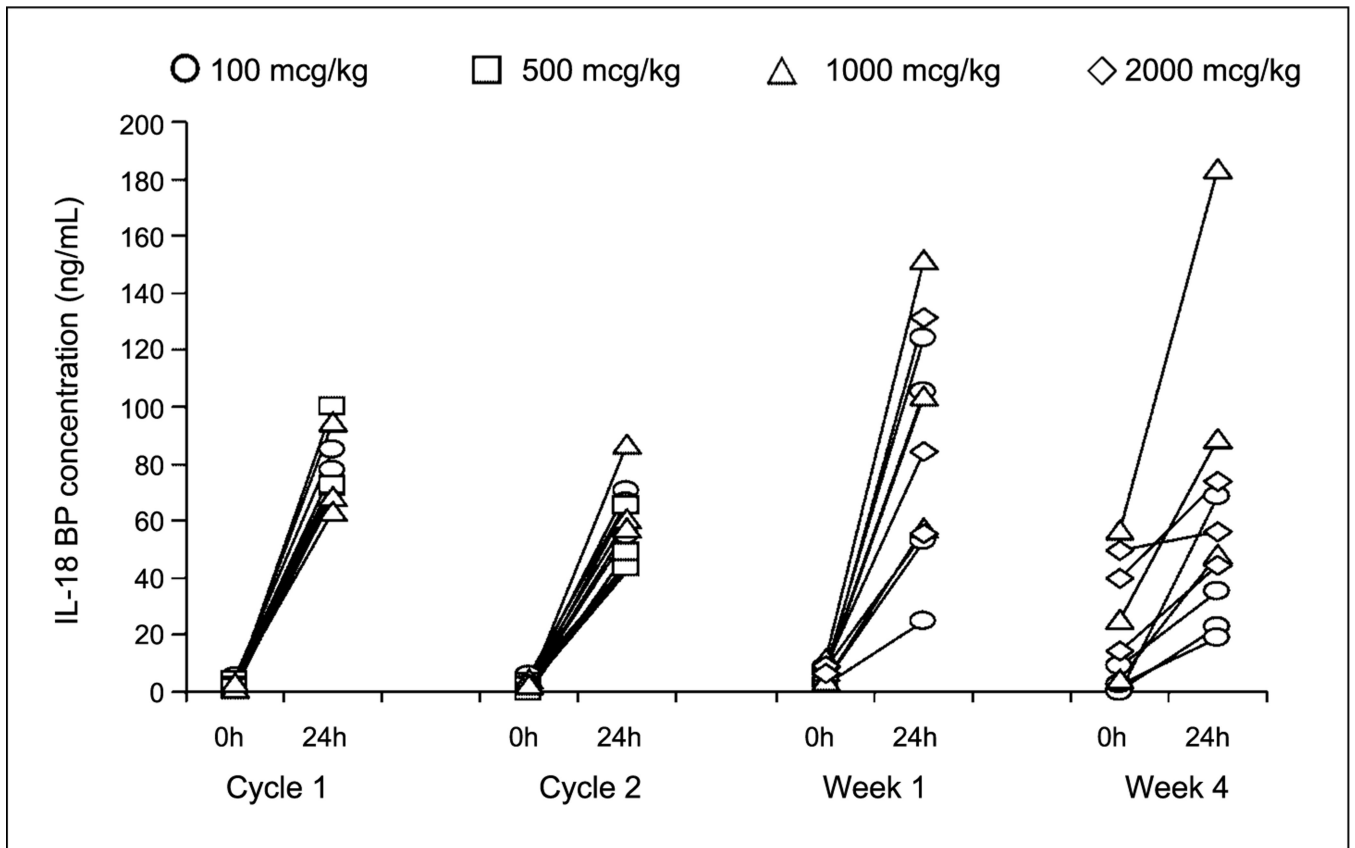 100 mcg/kg 500 mcg/kg 1000 mcg/kg 2000 mcg/kg
IL-18 BP concentration (ng/mL)
200
180
160
140
120
100
80
60
40
20
0
0h 24h 0h 24h 0h 24h 0h 24h
Cycle 1 Cycle 2 Week 1 Week 4